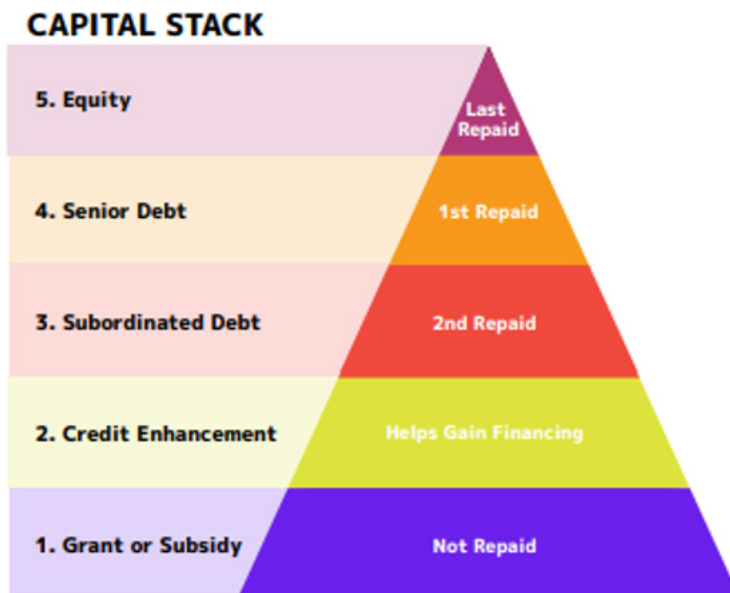 CAPITAL STACK
5. Equity
Last
Repaid
4. Senior Debt
1st Repaid
3. Subordinated Debt
2nd Repaid
2. Credit Enhancement
Helps Gain Financing
1. Grant or Subsidy
Not Repaid